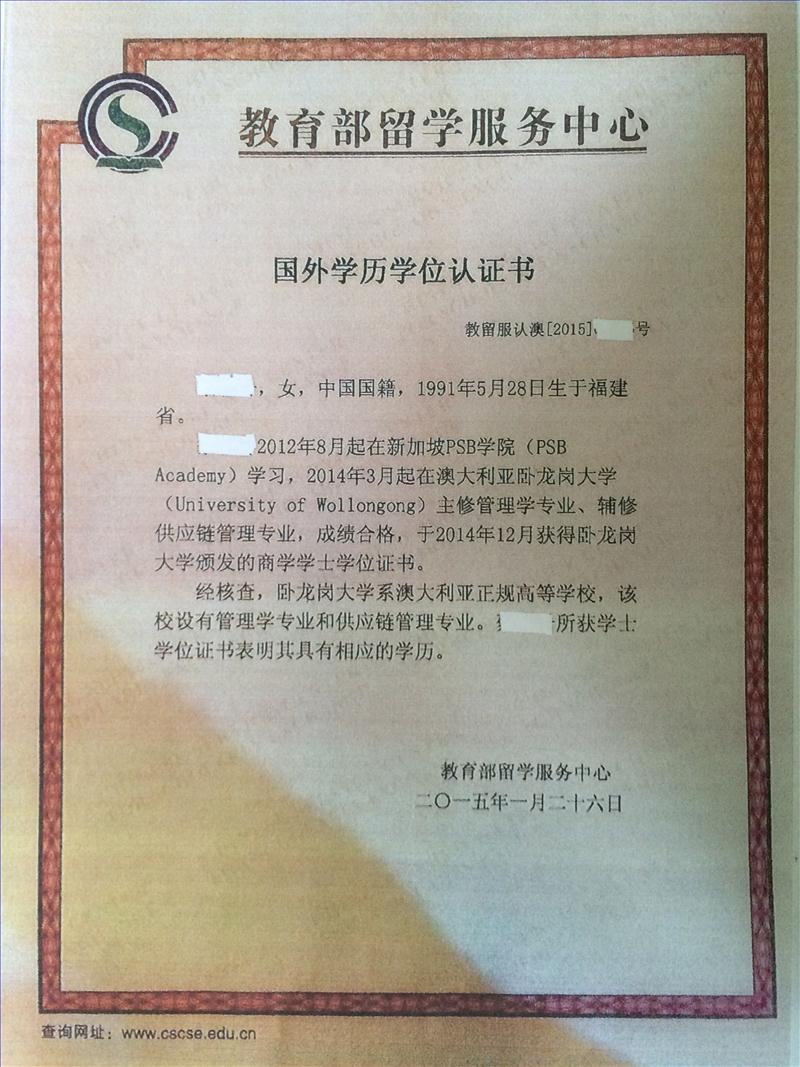 教育部留学服务中心
国外学历学位认证书
教留服认澳[2015] 号
，女，中国国籍，1991年5月28日生于福建
省。
2012年8月起在新加坡PSB学院（PSB
Academy）学习，2014年3月起在澳大利亚卧龙岗大学
（University of Wollongong）主修管理学专业、辅修
供应链管理专业，成绩合格，于2014年12月获得卧龙岗
大学颁发的商学学士学位证书。
经核查，卧龙岗大学系澳大利亚正规高等学校，该
校设有管理学专业和供应链管理专业。 所获学士
学位证书表明其具有相应的学历。
教育部留学服务中心
二〇一五年一月二十六日
查询网址：www.cscse.edu.cn